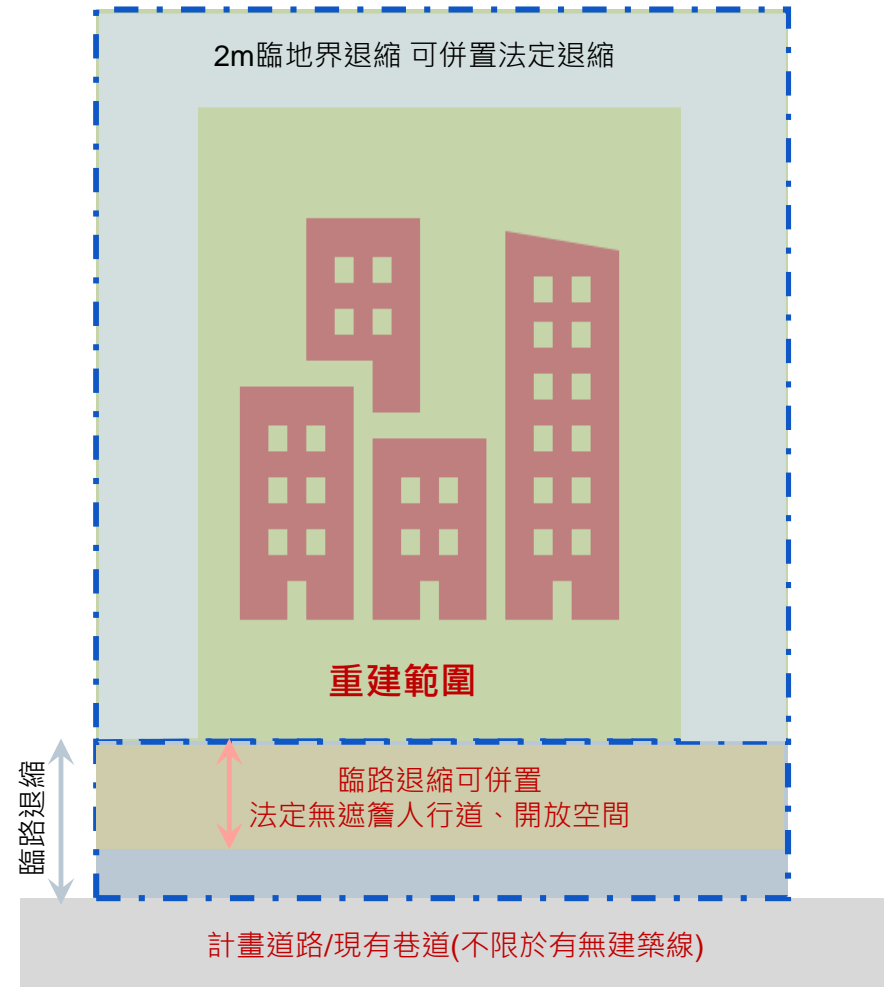 2m臨地界退縮 可併置法定退縮
重建範圍
臨路退縮
臨路退縮可併置
法定無遮簷人行道、開放空間
計畫道路/現有巷道(不限於有無建築線)